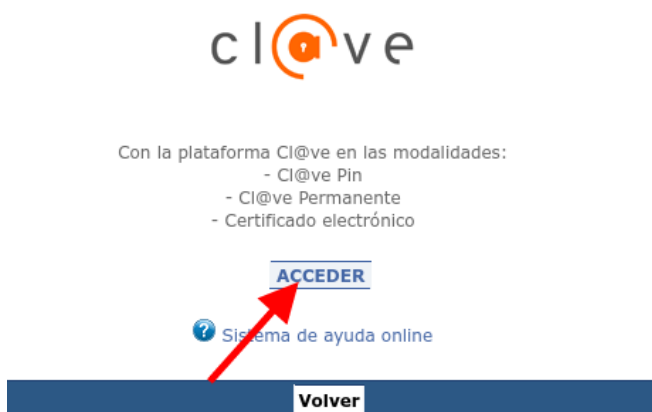 cl@ve
Con la plataforma Cl@ve en las modalidades:
- Cl@ve Pin
- Cl@ve Permanente
- Certificado electrónico
ACCEDER
? Sistema de ayuda online
Volver